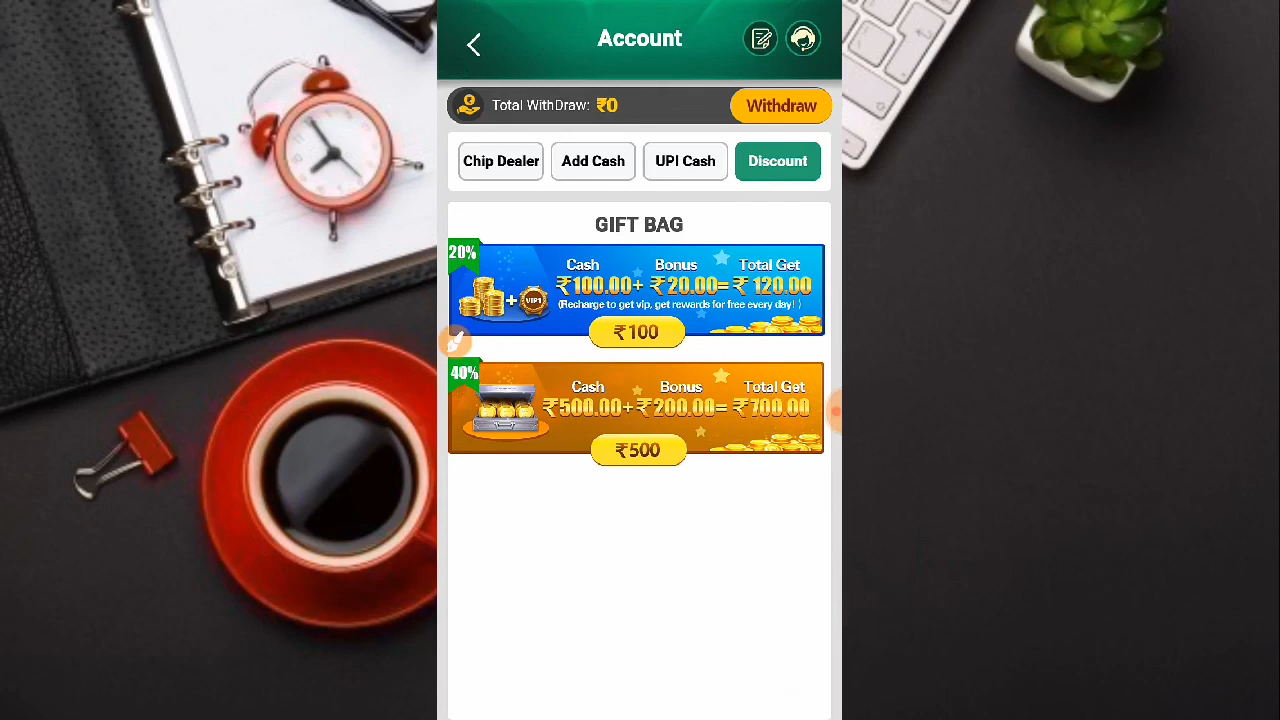 Account
Total WithDraw: ₹0
Withdraw
Chip Dealer
Add Cash
UPI Cash
Discount
GIFT BAG
20%
Cash Bonus Total Get
₹100.00+ ₹20.00= ₹120.00
(Recharge to get vip, get rewards for free every day! )
VIP1
₹100
40%
Cash Bonus Total Get
₹500.00+₹200.00= ₹700.00
₹500